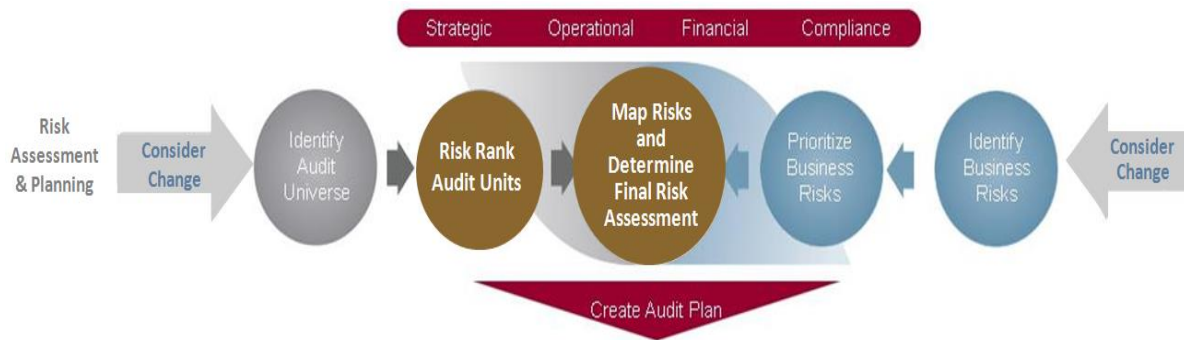 Strategic Operational Financial Compliance
Risk
Assessment
& Planning
Consider
Change
Identify
Audit
Universe
Risk Rank
Audit Units
Map Risks
and
Determine
Final Risk
Assessment
Prioritize
Business
Risks
Identify
Business
Risks
Consider
Change
Create Audit Plan